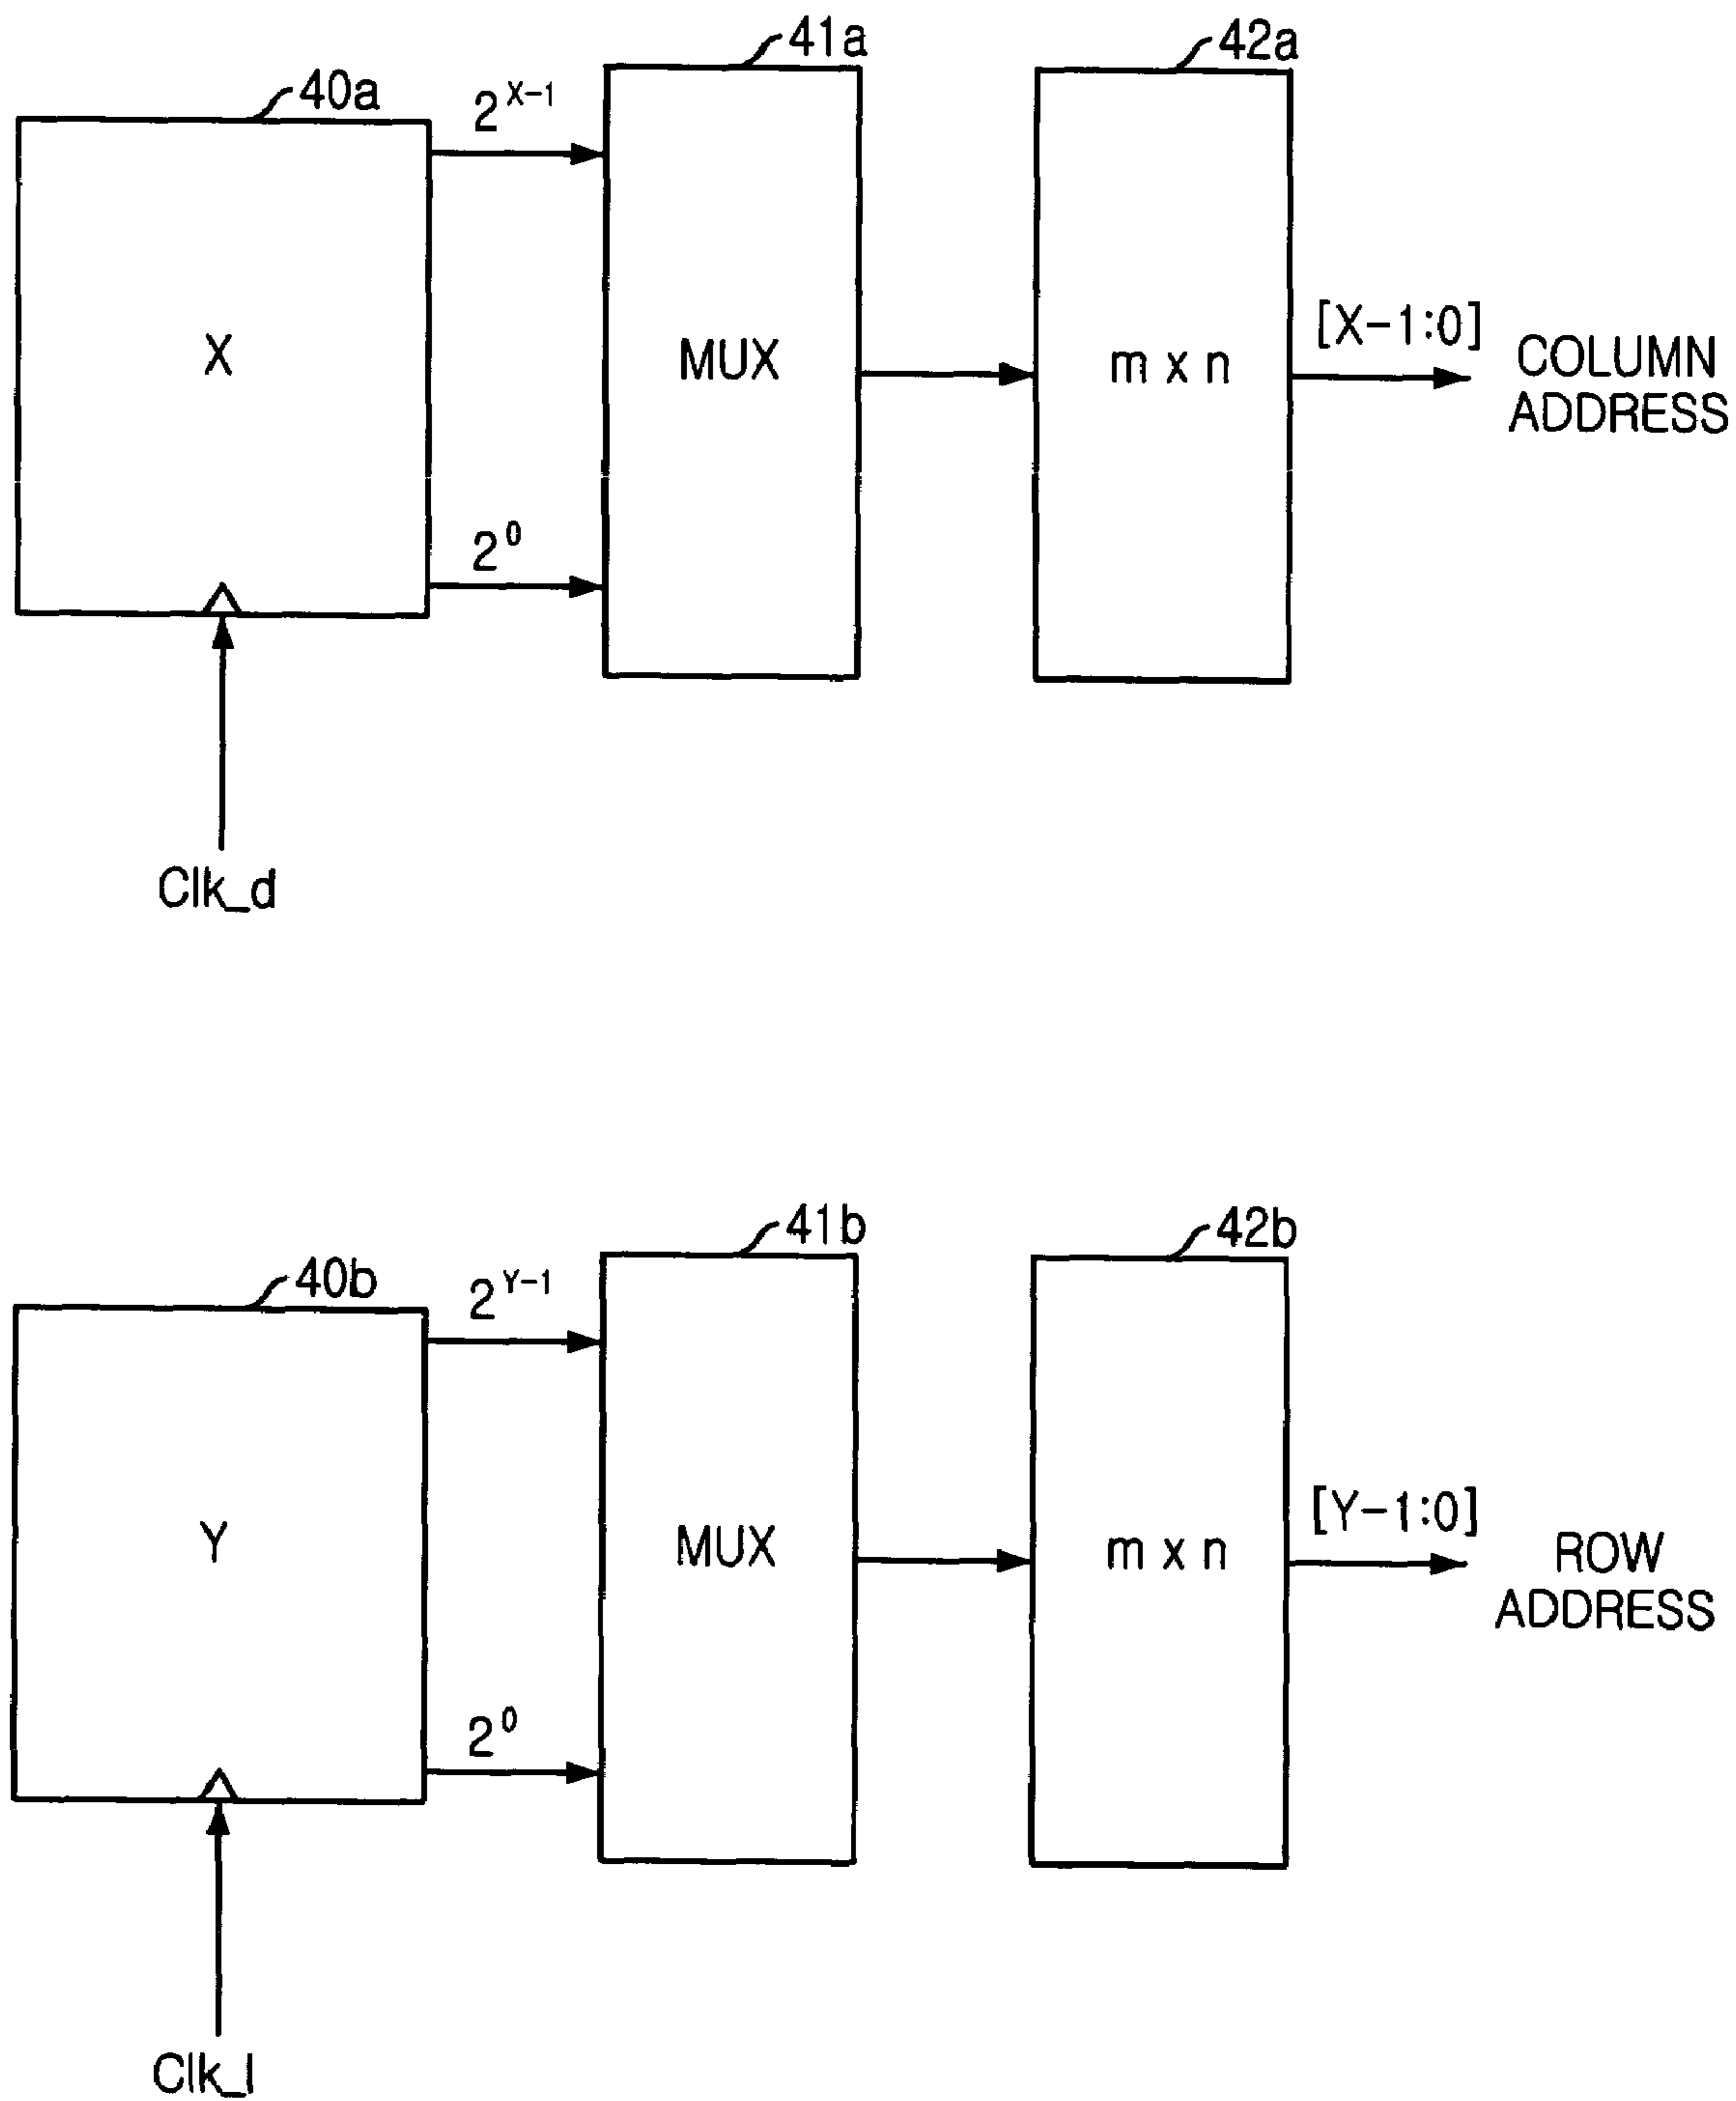 41a
42a
40a
2^X-1
X
MUX
m x n
[X-1:0]
COLUMN
ADDRESS
2^0
Clk_d
41b
42b
40b
2^Y-1
Y
MUX
m x n
[Y-1:0]
ROW
ADDRESS
2^0
Clk_l